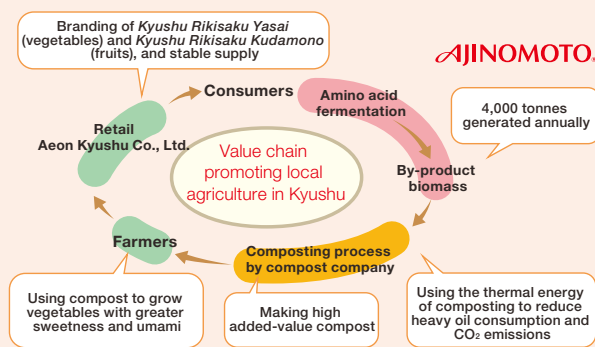 Branding of Kyushu Rikisaku Yasai
(vegetables) and Kyushu Rikisaku Kudamono
(fruits), and stable supply
AJINOMOTO®
Consumers
Amino acid
fermentation
4,000 tonnes
generated annually
Retail
Aeon Kyushu Co., Ltd.
Value chain
promoting local
agriculture in Kyushu
By-product
biomass
Farmers
Composting process
by compost company
Using compost to grow
vegetables with greater
sweetness and umami
Making high
added-value compost
Using the thermal energy
of composting to reduce
heavy oil consumption and
CO₂ emissions